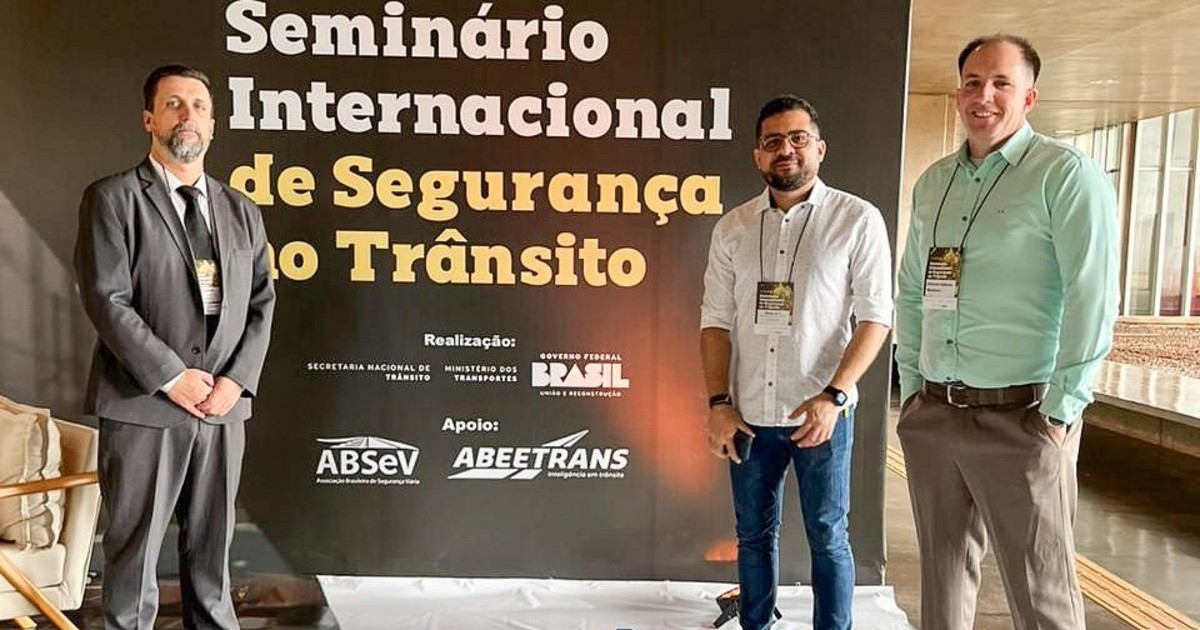 Seminário
Internacional
de Segurança
no Trânsito
Realização:
SECRETARIA NACIONAL DE
TRÂNSITO
MINISTÉRIO DOS
TRANSPORTES
GOVERNO FEDERAL
BRASIL
UNIÃO E RECONSTRUÇÃO
Apoio:
ABSeV
Associação Brasileira de Segurança Viária
ABEETRANS
Inteligência em trânsito